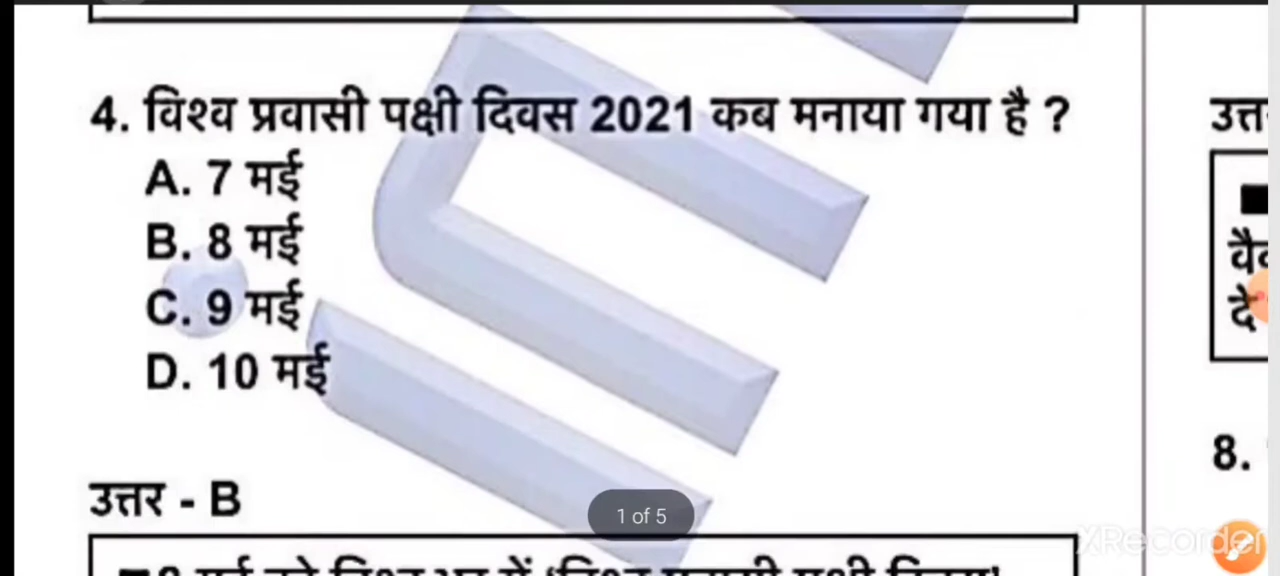 4. विश्व प्रवासी पक्षी दिवस 2021 कब मनाया गया है ?
A. 7 मई
B. 8 मई
C. 9 मई
D. 10 मई
उत्तर - B
1 of 5
8.
XRecorder